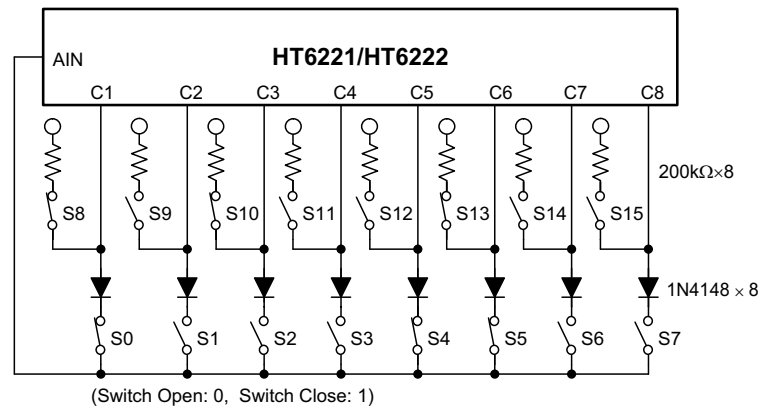 HT6221/HT6222
AIN
C1 C2 C3 C4 C5 C6 C7 C8
200kΩ×8
S8 S9 S10 S11 S12 S13 S14 S15
1N4148 × 8
S0 S1 S2 S3 S4 S5 S6 S7
(Switch Open: 0, Switch Close: 1)